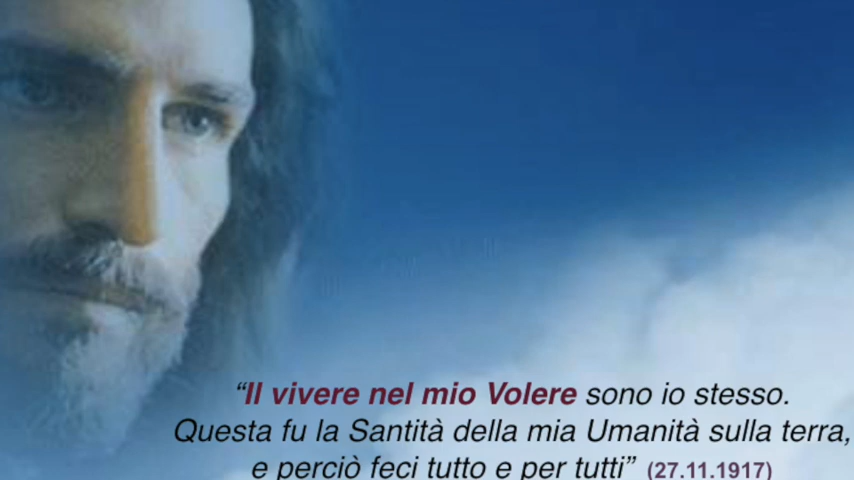 “Il vivere nel mio Volere sono io stesso.
Questa fu la Santità della mia Umanità sulla terra,
e perciò feci tutto e per tutti” (27.11.1917)